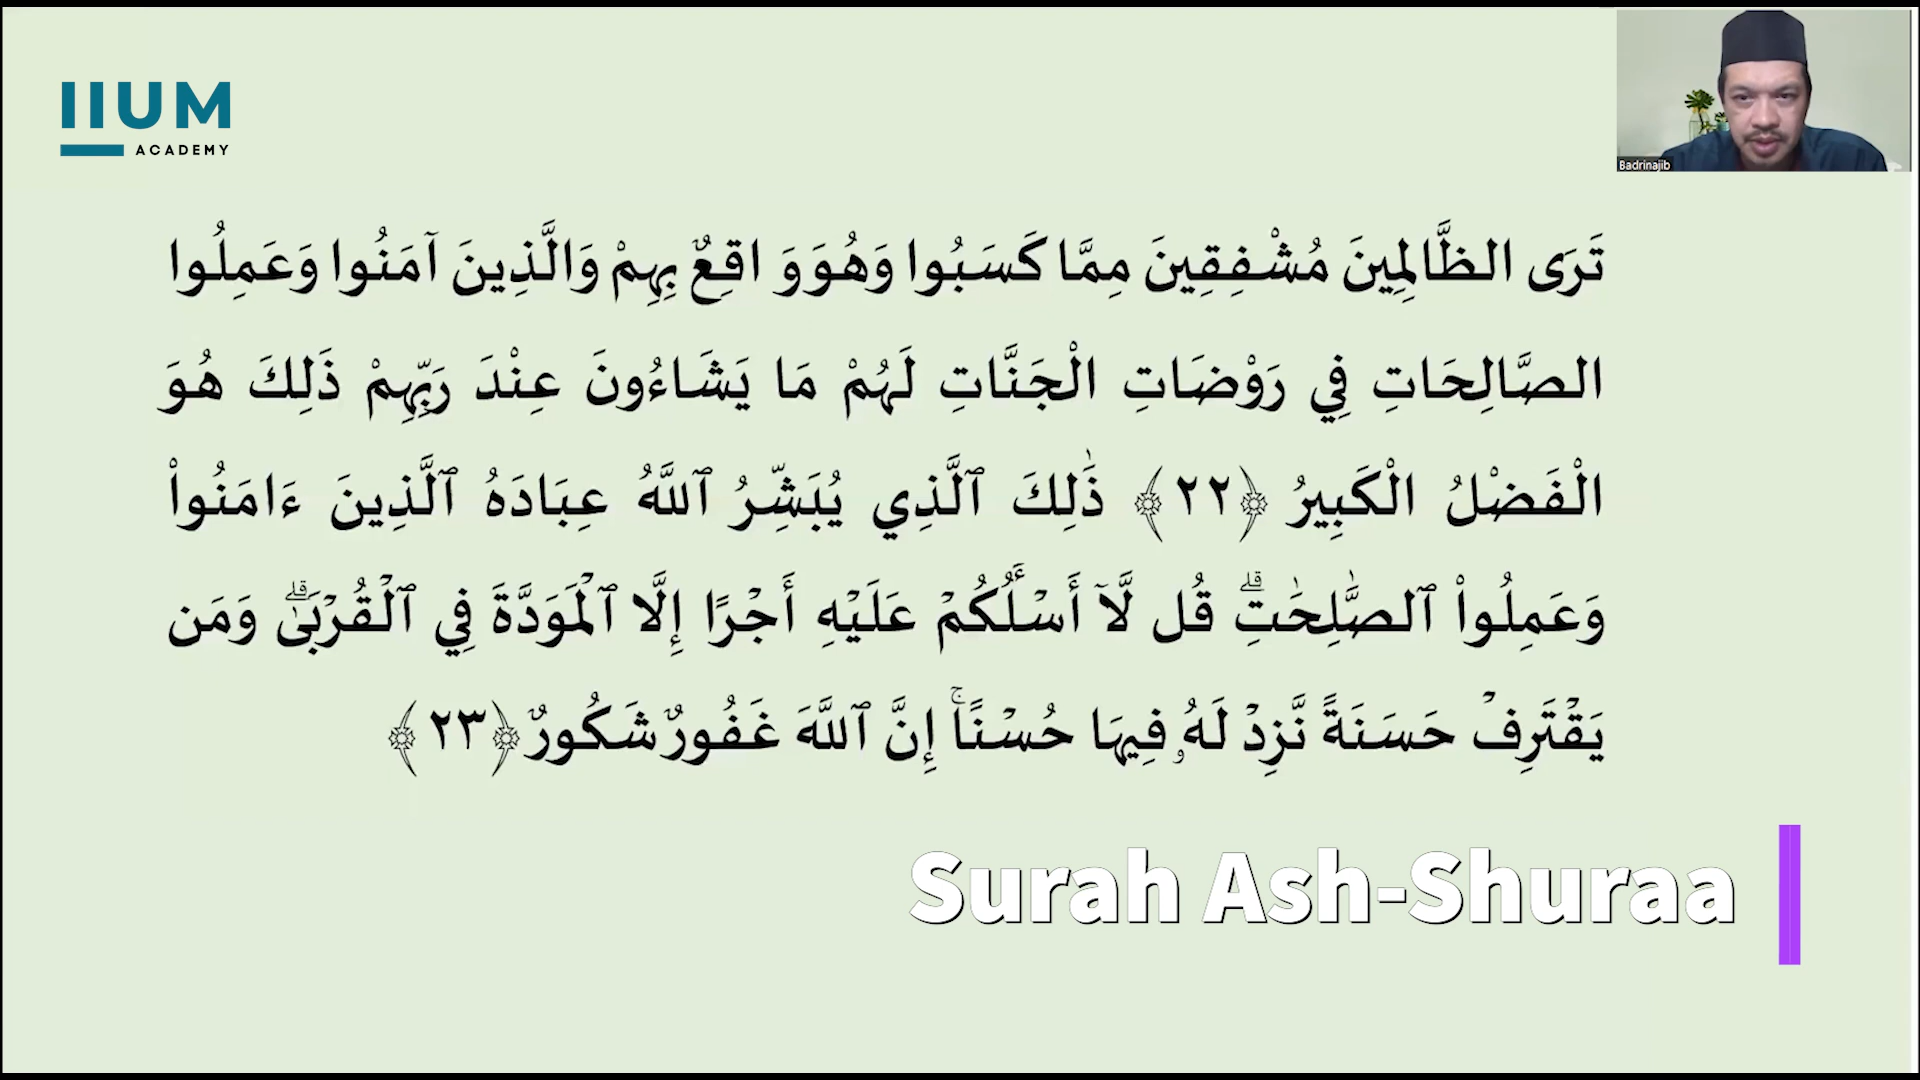 IIUM
ACADEMY
Badrinajib
تَرَى الظَّالِمِينَ مُشْفِقِينَ مِمَّا كَسَبُوا وَهُوَوَ اقِعٌ بِهِمْ وَالَّذِينَ آمَنُوا وَعَمِلُوا
الصَّالِحَاتِ فِي رَوْضَاتِ الْجَنَّاتِ لَهُمْ مَا يَشَاءُونَ عِنْدَ رَبِّهِمْ ذَلِكَ هُوَ
الْفَضْلُ الْكَبِيرُ ﴿٢٢﴾ ذَٰلِكَ ٱلَّذِي يُبَشِّرُ ٱللَّهُ عِبَادَهُ ٱلَّذِينَ ءَامَنُوا۟
وَعَمِلُوا۟ ٱلصَّٰلِحَٰتِۗ قُل لَّآ أَسْـَٔلُكُمْ عَلَيْهِ أَجْرًا إِلَّا ٱلْمَوَدَّةَ فِي ٱلْقُرْبَىٰۗ وَمَن
يَقْتَرِفْ حَسَنَةً نَّزِدْ لَهُۥ فِيهَا حُسْنًاۚ إِنَّ ٱللَّهَ غَفُورٌ شَكُورٌ ﴿٢٣﴾
Surah Ash-Shuraa